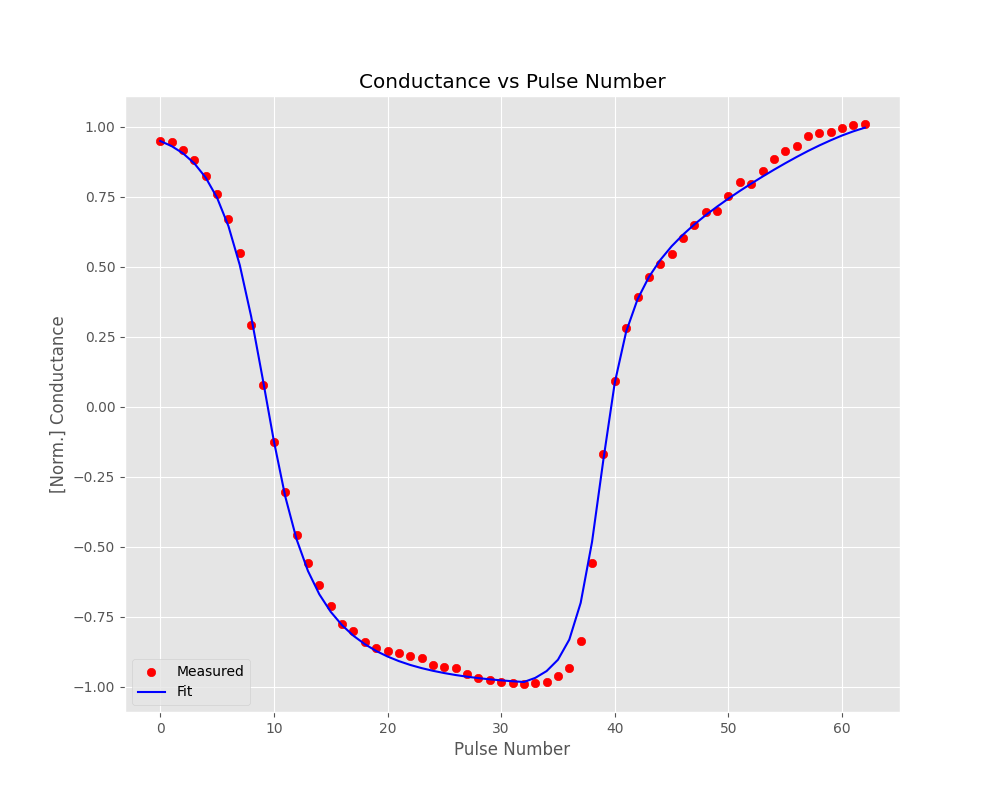 Conductance vs Pulse Number
[Norm.] Conductance
1.00
0.75
0.50
0.25
0.00
−0.25
−0.50
−0.75
−1.00
Measured
Fit
0 10 20 30 40 50 60
Pulse Number